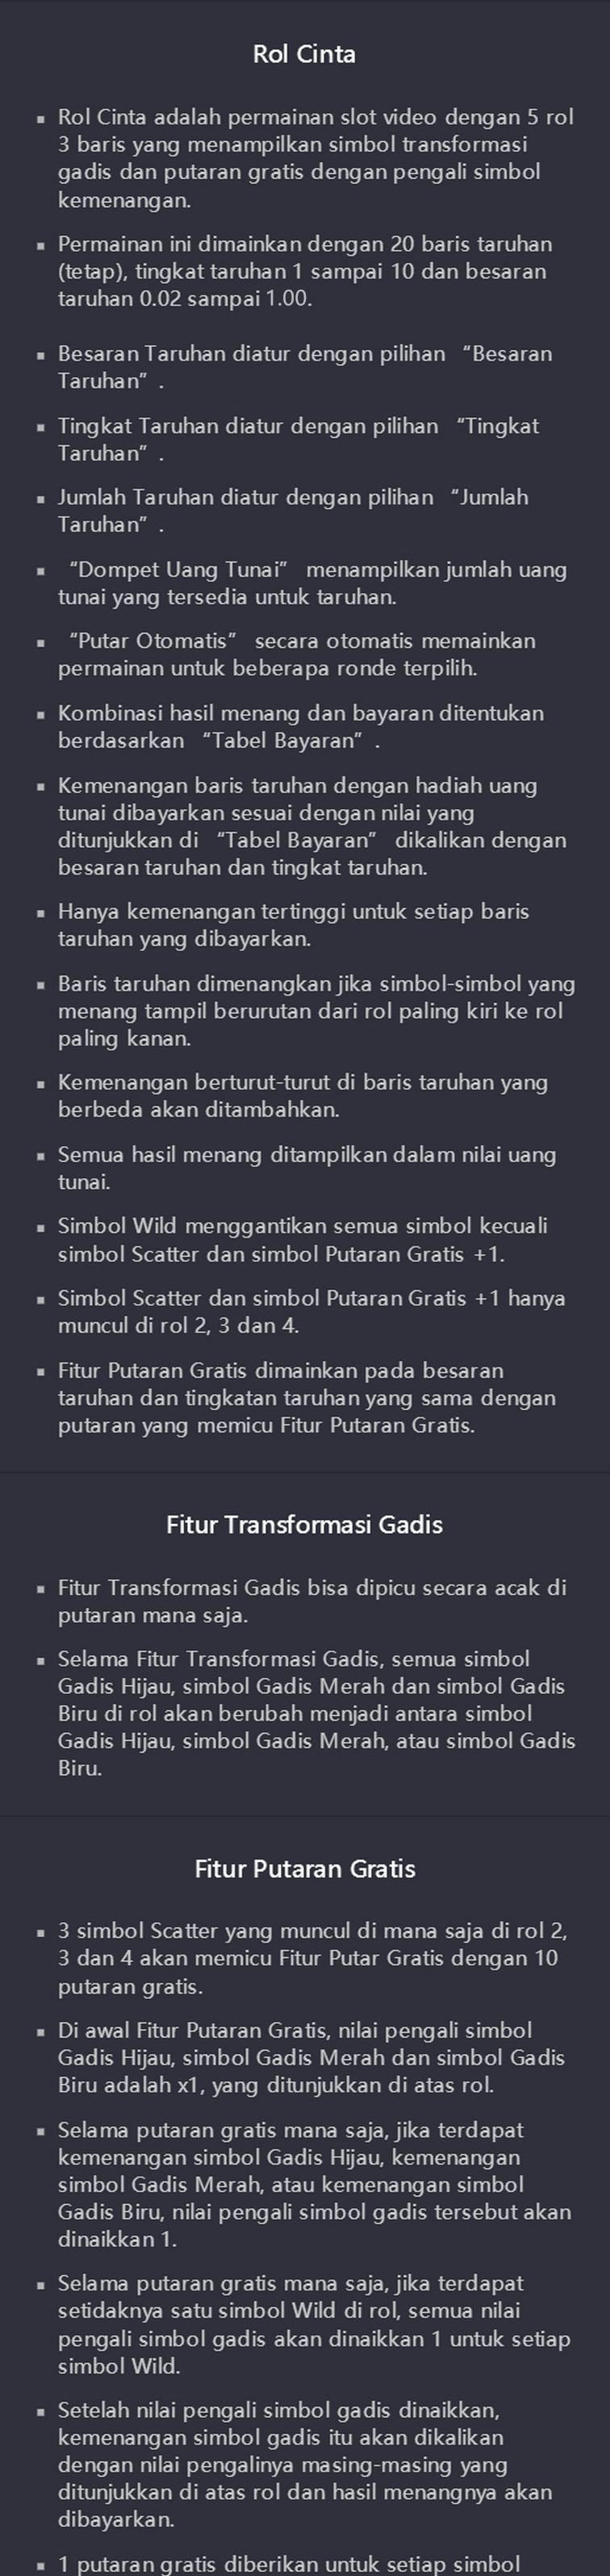 Rol Cinta
▪ Rol Cinta adalah permainan slot video dengan 5 rol
3 baris yang menampilkan simbol transformasi
gadis dan putaran gratis dengan pengali simbol
kemenangan.
▪ Permainan ini dimainkan dengan 20 baris taruhan
(tetap), tingkat taruhan 1 sampai 10 dan besaran
taruhan 0.02 sampai 1.00.
▪ Besaran Taruhan diatur dengan pilihan “Besaran
Taruhan” .
▪ Tingkat Taruhan diatur dengan pilihan “Tingkat
Taruhan” .
▪ Jumlah Taruhan diatur dengan pilihan “Jumlah
Taruhan” .
▪ “Dompet Uang Tunai” menampilkan jumlah uang
tunai yang tersedia untuk taruhan.
▪ “Putar Otomatis” secara otomatis memainkan
permainan untuk beberapa ronde terpilih.
▪ Kombinasi hasil menang dan bayaran ditentukan
berdasarkan “Tabel Bayaran” .
▪ Kemenangan baris taruhan dengan hadiah uang
tunai dibayarkan sesuai dengan nilai yang
ditunjukkan di “Tabel Bayaran” dikalikan dengan
besaran taruhan dan tingkat taruhan.
▪ Hanya kemenangan tertinggi untuk setiap baris
taruhan yang dibayarkan.
▪ Baris taruhan dimenangkan jika simbol-simbol yang
menang tampil berurutan dari rol paling kiri ke rol
paling kanan.
▪ Kemenangan berturut-turut di baris taruhan yang
berbeda akan ditambahkan.
▪ Semua hasil menang ditampilkan dalam nilai uang
tunai.
▪ Simbol Wild menggantikan semua simbol kecuali
simbol Scatter dan simbol Putaran Gratis +1.
▪ Simbol Scatter dan simbol Putaran Gratis +1 hanya
muncul di rol 2, 3 dan 4.
▪ Fitur Putaran Gratis dimainkan pada besaran
taruhan dan tingkatan taruhan yang sama dengan
putaran yang memicu Fitur Putaran Gratis.
Fitur Transformasi Gadis
▪ Fitur Transformasi Gadis bisa dipicu secara acak di
putaran mana saja.
▪ Selama Fitur Transformasi Gadis, semua simbol
Gadis Hijau, simbol Gadis Merah dan simbol Gadis
Biru di rol akan berubah menjadi antara simbol
Gadis Hijau, simbol Gadis Merah, atau simbol Gadis
Biru.
Fitur Putaran Gratis
▪ 3 simbol Scatter yang muncul di mana saja di rol 2,
3 dan 4 akan memicu Fitur Putar Gratis dengan 10
putaran gratis.
▪ Di awal Fitur Putaran Gratis, nilai pengali simbol
Gadis Hijau, simbol Gadis Merah dan simbol Gadis
Biru adalah x1, yang ditunjukkan di atas rol.
▪ Selama putaran gratis mana saja, jika terdapat
kemenangan simbol Gadis Hijau, kemenangan
simbol Gadis Merah, atau kemenangan simbol
Gadis Biru, nilai pengali simbol gadis tersebut akan
dinaikkan 1.
▪ Selama putaran gratis mana saja, jika terdapat
setidaknya satu simbol Wild di rol, semua nilai
pengali simbol gadis akan dinaikkan 1 untuk setiap
simbol Wild.
▪ Setelah nilai pengali simbol gadis dinaikkan,
kemenangan simbol gadis itu akan dikalikan
dengan nilai pengalinya masing-masing yang
ditunjukkan di atas rol dan hasil menangnya akan
dibayarkan.
▪ 1 putaran gratis diberikan untuk setiap simbol